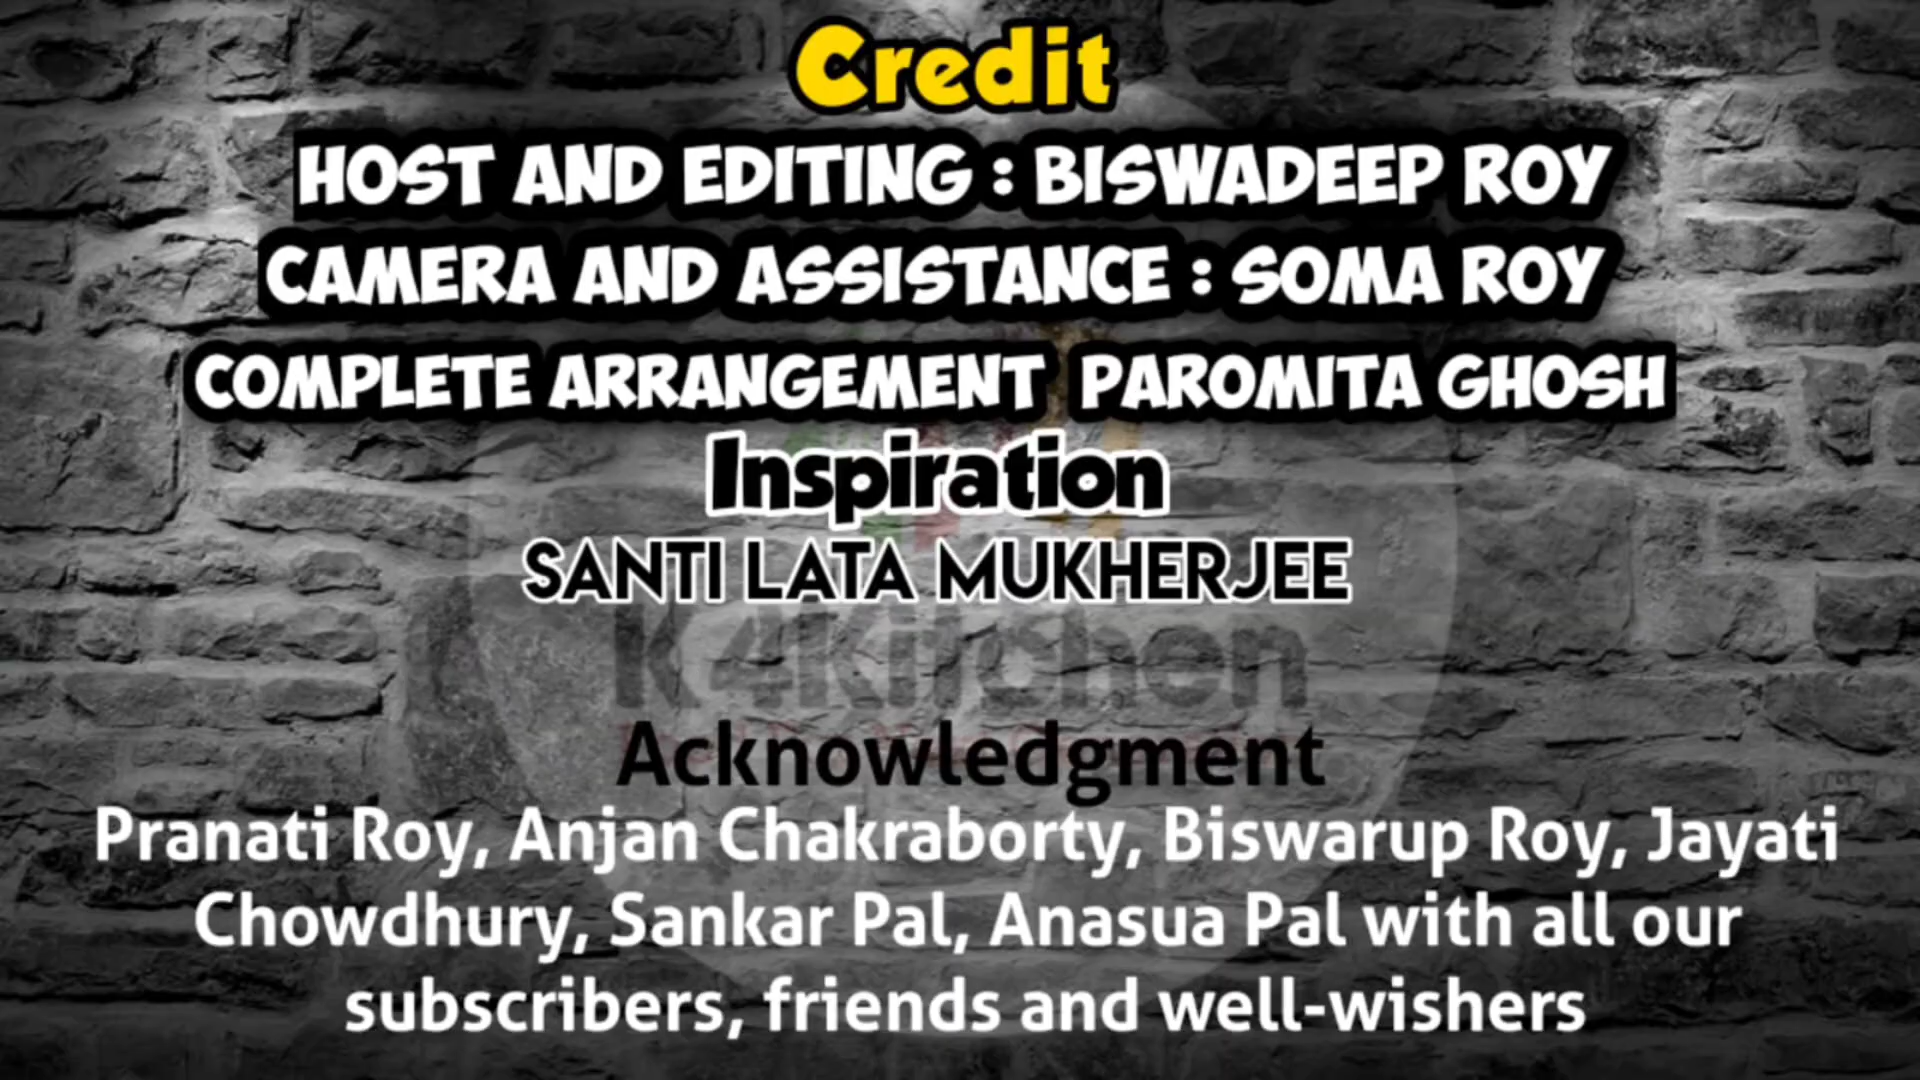 Credit
HOST AND EDITING : BISWADEEP ROY
CAMERA AND ASSISTANCE : SOMA ROY
COMPLETE ARRANGEMENT PAROMITA GHOSH
Inspiration
SANTI LATA MUKHERJEE
K4Kitchen
Acknowledgment
Pranati Roy, Anjan Chakraborty, Biswarup Roy, Jayati
Chowdhury, Sankar Pal, Anasua Pal with all our
subscribers, friends and well-wishers